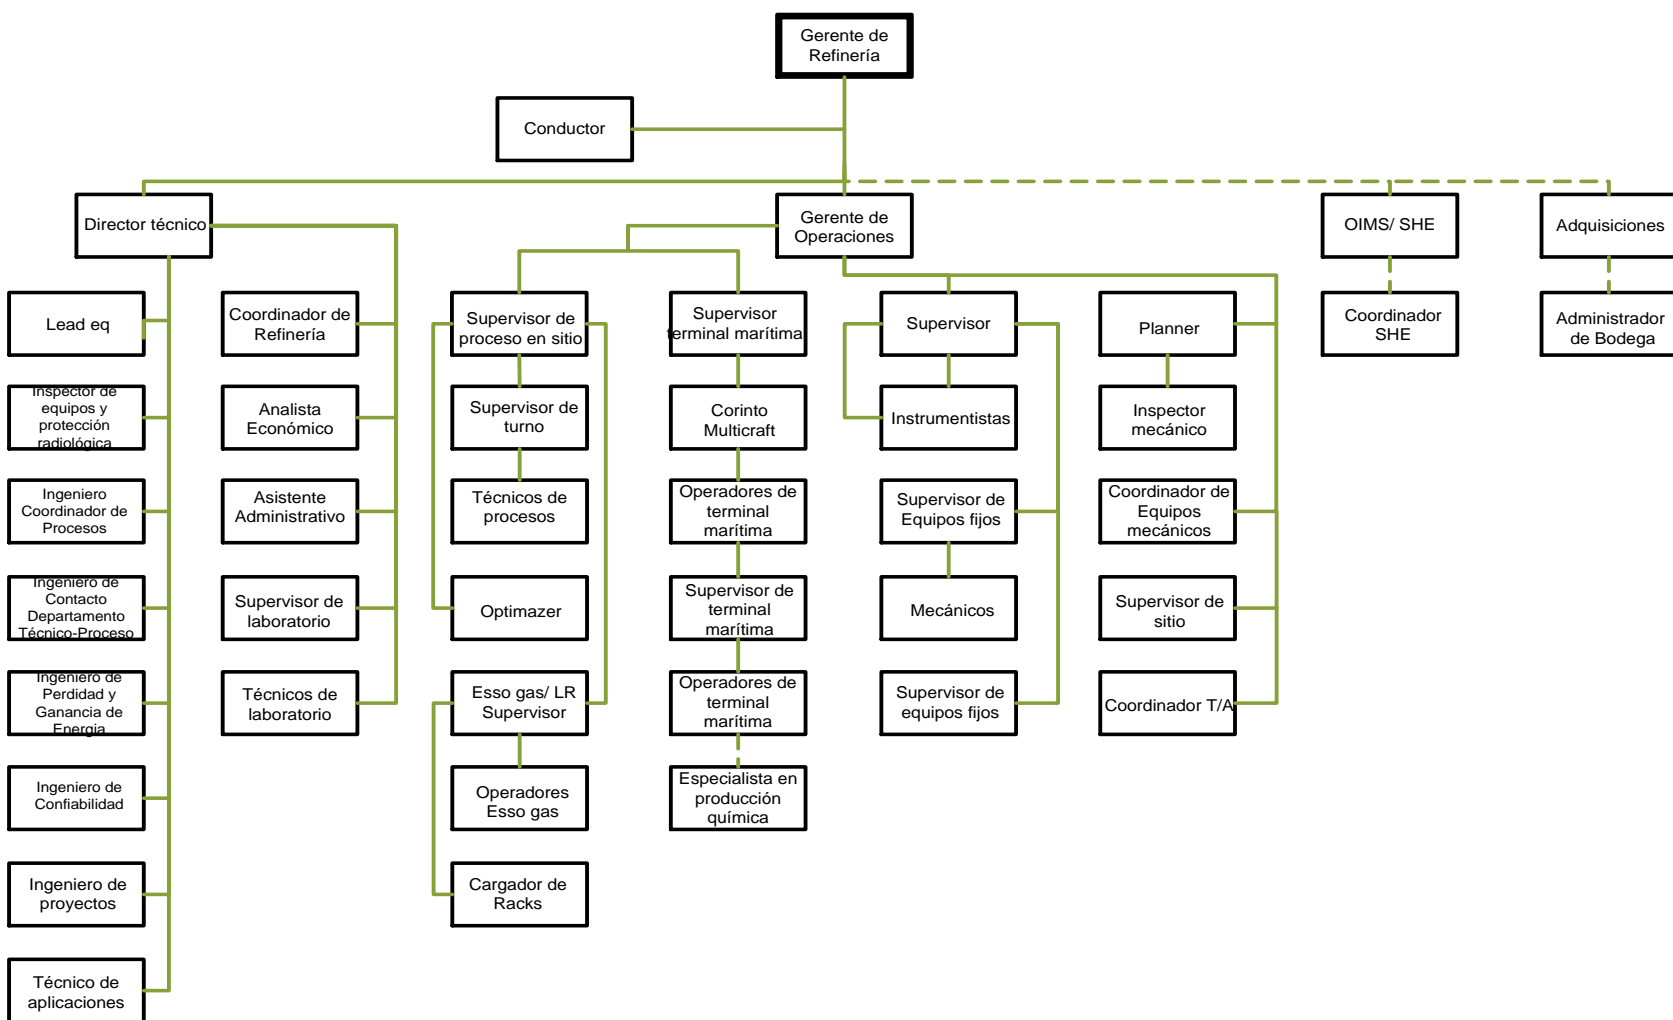 Gerente de
Refinería
Conductor
Director técnico
Gerente de
Operaciones
OIMS/ SHE
Adquisiciones
Lead eq
Coordinador de
Refinería
Supervisor de
proceso en sitio
Supervisor
terminal marítima
Supervisor
Planner
Coordinador
SHE
Administrador
de Bodega
Inspector de
equipos y
protección
radiológica
Analista
Económico
Supervisor de
turno
Corinto
Multicraft
Instrumentistas
Inspector
mecánico
Ingeniero
Coordinador de
Procesos
Asistente
Administrativo
Técnicos de
procesos
Operadores de
terminal
marítima
Supervisor de
Equipos fijos
Coordinador de
Equipos
mecánicos
Ingeniero de
Contacto
Departamento
Técnico-Proceso
Supervisor de
laboratorio
Optimazer
Supervisor de
terminal
marítima
Mecánicos
Supervisor de
sitio
Ingeniero de
Perdidad y
Ganancia de
Energia
Técnicos de
laboratorio
Esso gas/ LR
Supervisor
Operadores de
terminal
marítima
Supervisor de
equipos fijos
Coordinador T/A
Ingeniero de
Confiabilidad
Operadores
Esso gas
Especialista en
producción
química
Ingeniero de
proyectos
Cargador de
Racks
Técnico de
aplicaciones